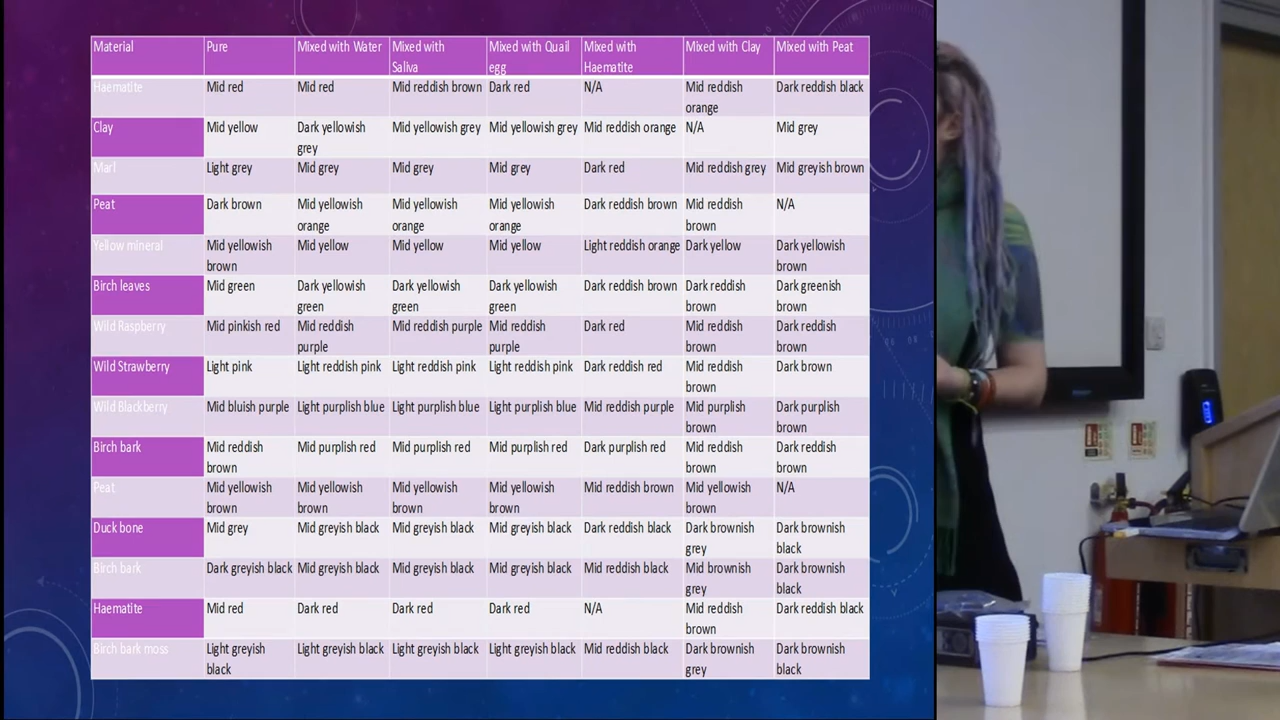 Material Pure Mixed with Water Mixed with Saliva Mixed with Quail egg Mixed with Haematite Mixed with Clay Mixed with Peat
Haematite Mid red Mid red Mid reddish brown Dark red N/A Mid reddish orange Dark reddish black
Clay Mid yellow Dark yellowish grey Mid yellowish grey Mid yellowish grey Mid reddish orange N/A Mid grey
Marl Light grey Mid grey Mid grey Mid grey Dark red Mid reddish grey Mid greyish brown
Peat Dark brown Mid yellowish orange Mid yellowish orange Mid yellowish orange Dark reddish brown Mid reddish brown N/A
Yellow mineral Mid yellowish brown Mid yellow Mid yellow Mid yellow Light reddish orange Dark yellow Dark yellowish brown
Birch leaves Mid green Dark yellowish green Dark yellowish green Dark yellowish green Dark reddish brown Dark reddish brown Dark greenish brown
Wild Raspberry Mid pinkish red Mid reddish purple Mid reddish purple Mid reddish purple Dark red Mid reddish brown Dark reddish brown
Wild Strawberry Light pink Light reddish pink Light reddish pink Light reddish pink Dark reddish red Mid reddish brown Dark brown
Wild Blackberry Mid bluish purple Light purplish blue Light purplish blue Light purplish blue Mid reddish purple Mid purplish brown Dark purplish brown
Birch bark Mid reddish brown Mid purplish red Mid purplish red Mid purplish red Dark purplish red Mid reddish brown Dark reddish brown
Peat Mid yellowish brown Mid yellowish brown Mid yellowish brown Mid yellowish brown Mid reddish brown Mid yellowish brown N/A
Duck bone Mid grey Mid greyish black Mid greyish black Mid greyish black Dark reddish black Dark brownish grey Dark brownish black
Birch bark Dark greyish black Mid greyish black Mid greyish black Mid greyish black Mid reddish black Mid brownish grey Dark brownish black
Haematite Mid red Dark red Dark red Dark red N/A Mid reddish brown Dark reddish black
Birch bark moss Light greyish black Light greyish black Light greyish black Light greyish black Mid reddish black Dark brownish grey Dark brownish black